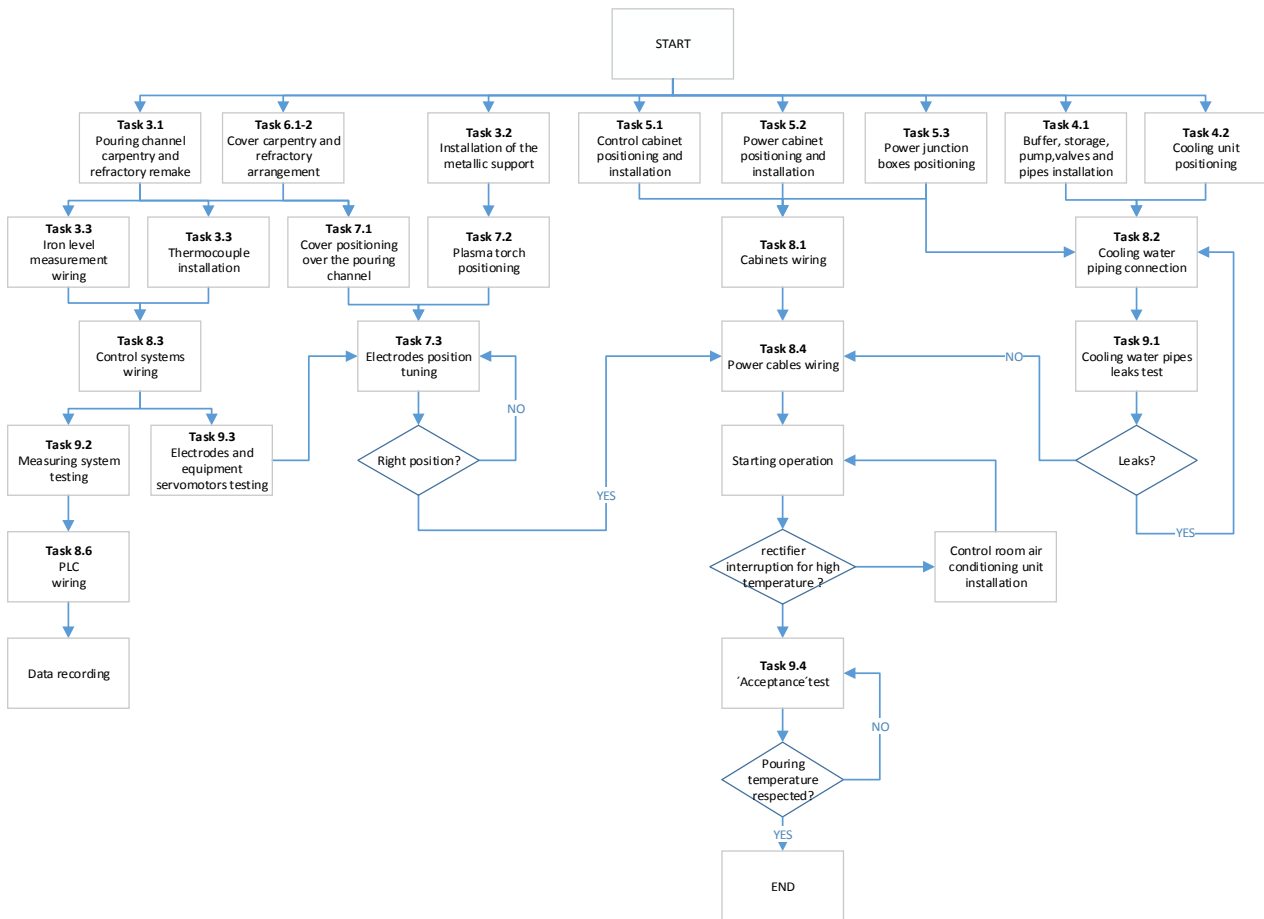 START
Task 3.1
Pouring channel
carpentry and
refractory remake
Task 6.1-2
Cover carpentry and
refractory
arrangement
Task 3.2
Installation of the
metallic support
Task 5.1
Control cabinet
positioning and
installation
Task 5.2
Power cabinet
positioning and
installation
Task 5.3
Power junction
boxes positioning
Task 4.1
Buffer, storage,
pump,valves and
pipes installation
Task 4.2
Cooling unit
positioning
Task 3.3
Iron level
measurement
wiring
Task 3.3
Thermocouple
installation
Task 7.1
Cover positioning
over the pouring
channel
Task 7.2
Plasma torch
positioning
Task 8.1
Cabinets wiring
Task 8.2
Cooling water
piping connection
Task 8.3
Control systems
wiring
Task 7.3
Electrodes position
tuning
Task 8.4
Power cables wiring
NO
Task 9.1
Cooling water pipes
leaks test
NO
Task 9.2
Measuring system
testing
Task 9.3
Electrodes and
equipment
servomotors testing
Right position?
Starting operation
Leaks?
YES
YES
Task 8.6
PLC
wiring
rectifier
interruption for high
temperature ?
Control room air
conditioning unit
installation
Data recording
Task 9.4
´Acceptance´test
NO
Pouring
temperature
respected?
YES
END